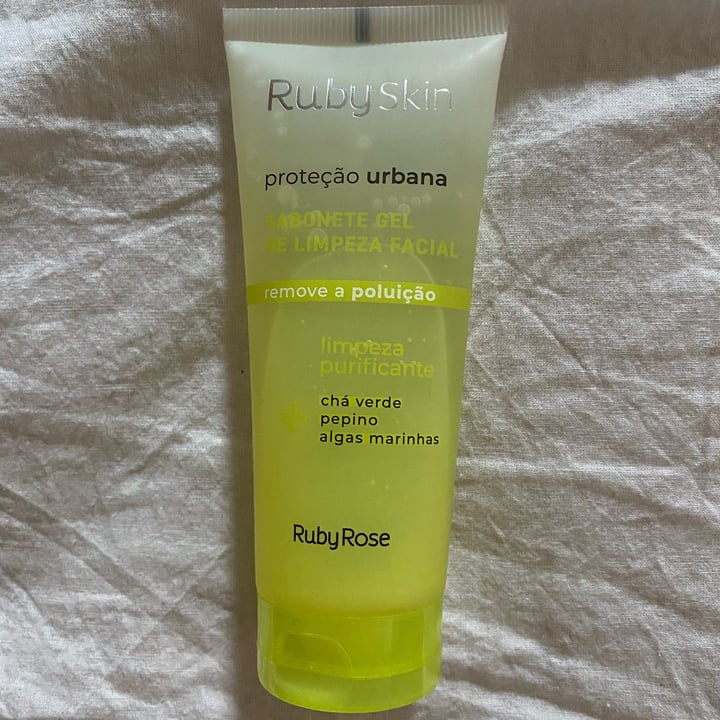 Ruby Skin
proteção urbana
SABONETE GEL
DE LIMPEZA FACIAL
remove a poluição
limpeza
purificante
+ chá verde
pepino
algas marinhas
RubyRose